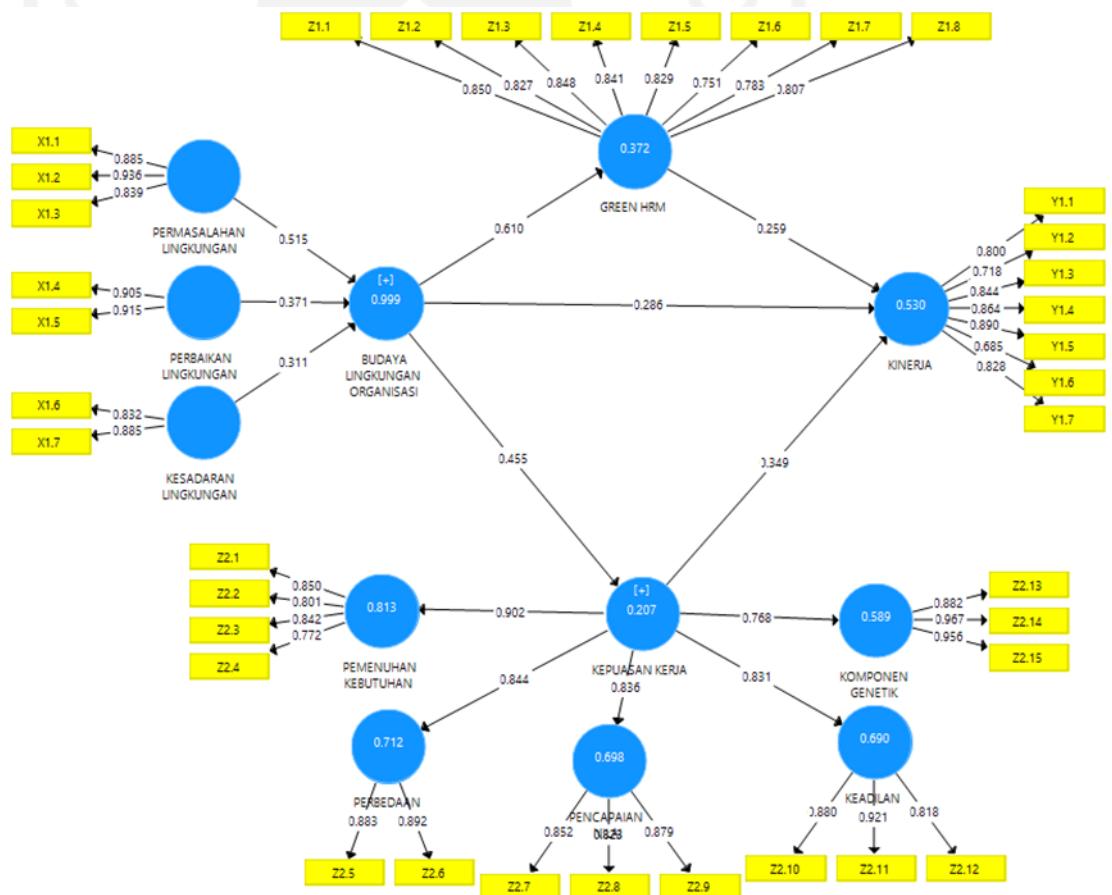 Z1.1 Z1.2 Z1.3 Z1.4 Z1.5 Z1.6 Z1.7 Z1.8
0.850 0.827 0.848 0.841 0.829 0.751 0.783 0.807
0.372
GREEN HRM
X1.1
X1.2
X1.3
0.885
0.936
0.839
PERMASALAHAN
LINGKUNGAN
0.515
X1.4
X1.5
0.905
0.915
PERBAIKAN
LINGKUNGAN
0.371
X1.6
X1.7
0.832
0.885
KESADARAN
LINGKUNGAN
0.311
[+]
0.999
BUDAYA
LINGKUNGAN
ORGANISASI
0.610
0.286
0.455
0.259
0.349
0.530
KINERJA
0.800
0.718
0.844
0.864
0.890
0.685
0.828
Y1.1
Y1.2
Y1.3
Y1.4
Y1.5
Y1.6
Y1.7
Z2.1
Z2.2
Z2.3
Z2.4
0.850
0.801
0.842
0.772
0.813
PEMENUHAN
KEBUTUHAN
0.902
[+]
0.207
KEPUASAN KERJA
0.768
0.589
KOMPONEN
GENETIK
0.882
0.967
0.956
Z2.13
Z2.14
Z2.15
0.844
0.836
0.831
0.712
PERBEDAAN
0.883 0.892
Z2.5 Z2.6
0.698
PENCAPAIAN
0.852 0.879
Z2.7 Z2.8 Z2.9
0.690
KEADILAN
0.880 0.921 0.818
Z2.10 Z2.11 Z2.12